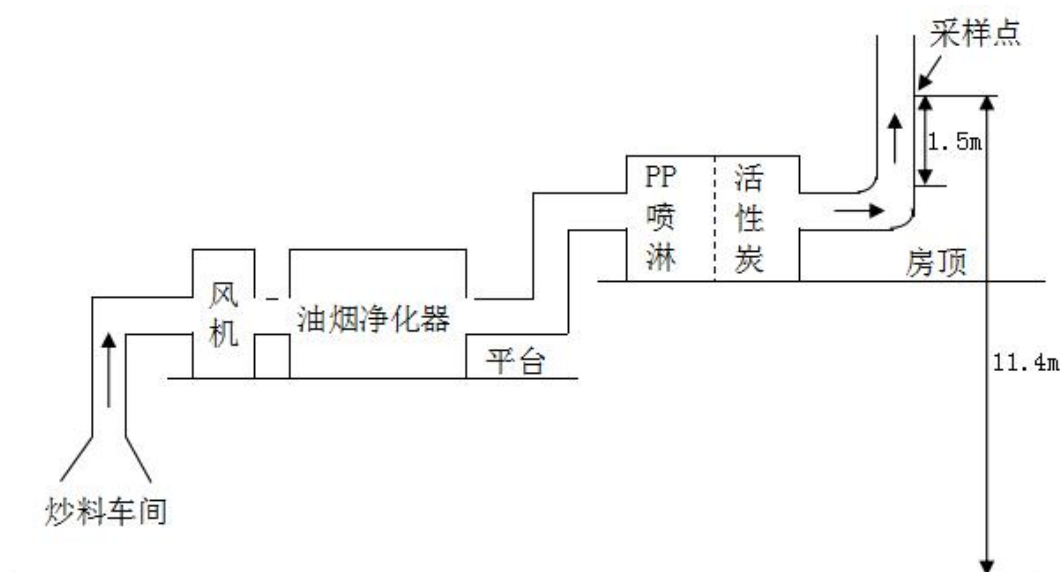 采样点
1.5m
PP
喷
淋
活
性
炭
房顶
风
机
油烟净化器
平台
11.4m
炒料车间